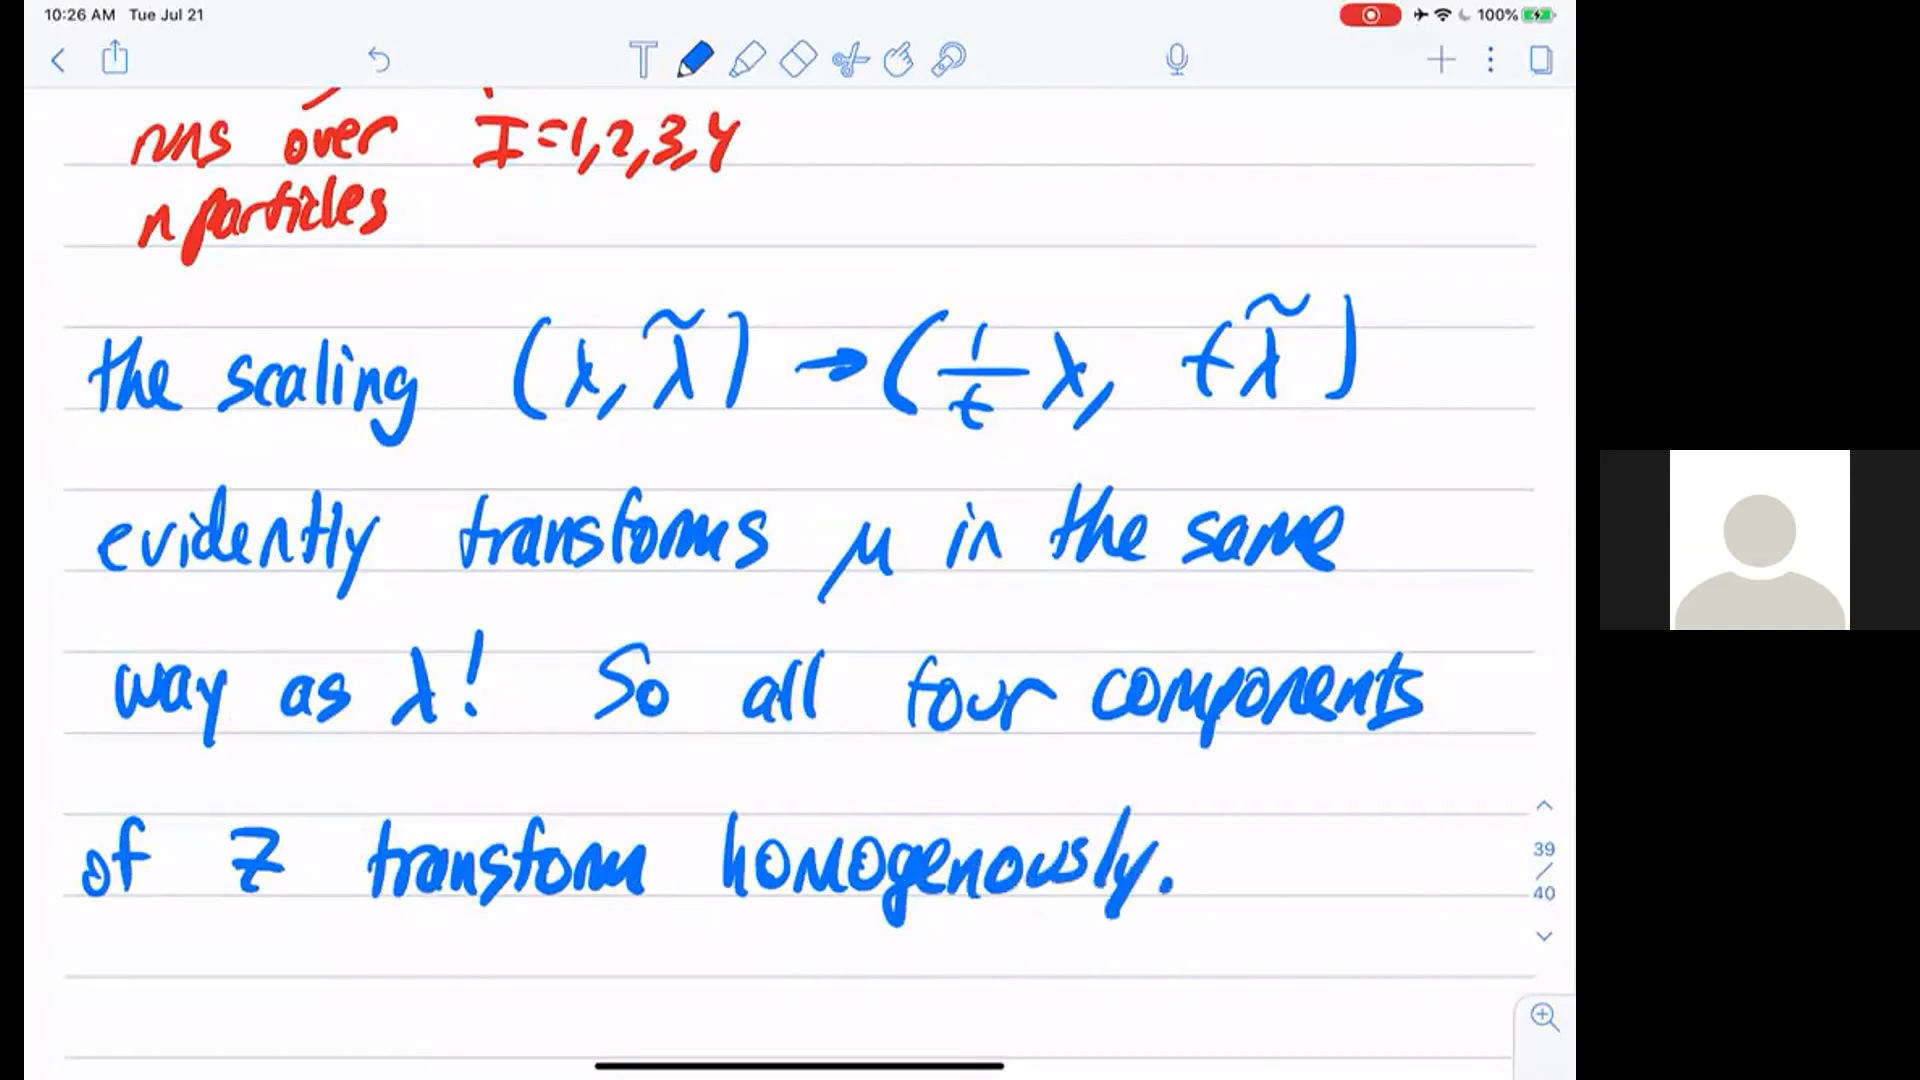 10:26 AM Tue Jul 21
100%
T
runs over I=1,2,3,4
n particles
the scaling (λ, λ̃) → (1/t λ, t λ̃)
evidently transforms μ in the same
way as λ! So all four components
of Z transform homogenously.
39
/
40